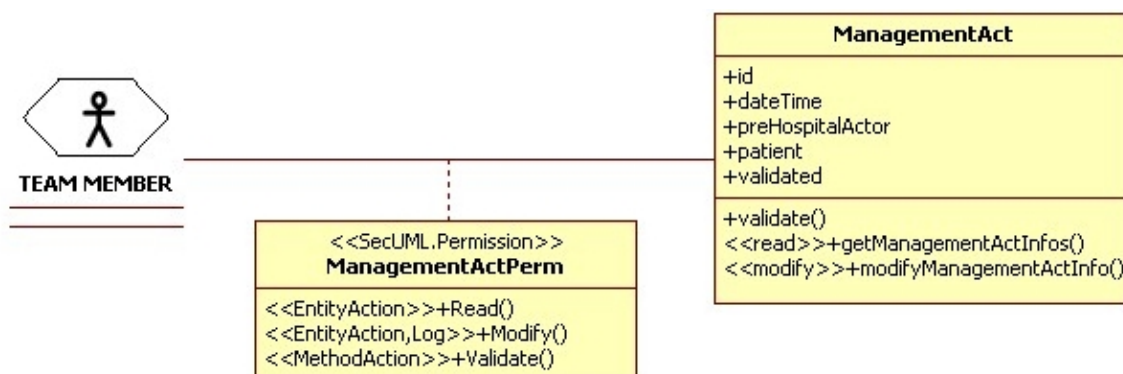 TEAM MEMBER
<<SecUML.Permission>>
ManagementActPerm
<<EntityAction>>+Read()
<<EntityAction,Log>>+Modify()
<<MethodAction>>+Validate()
ManagementAct
+id
+dateTime
+preHospitalActor
+patient
+validated
+validate()
<<read>>+getManagementActInfos()
<<modify>>+modifyManagementActInfo()